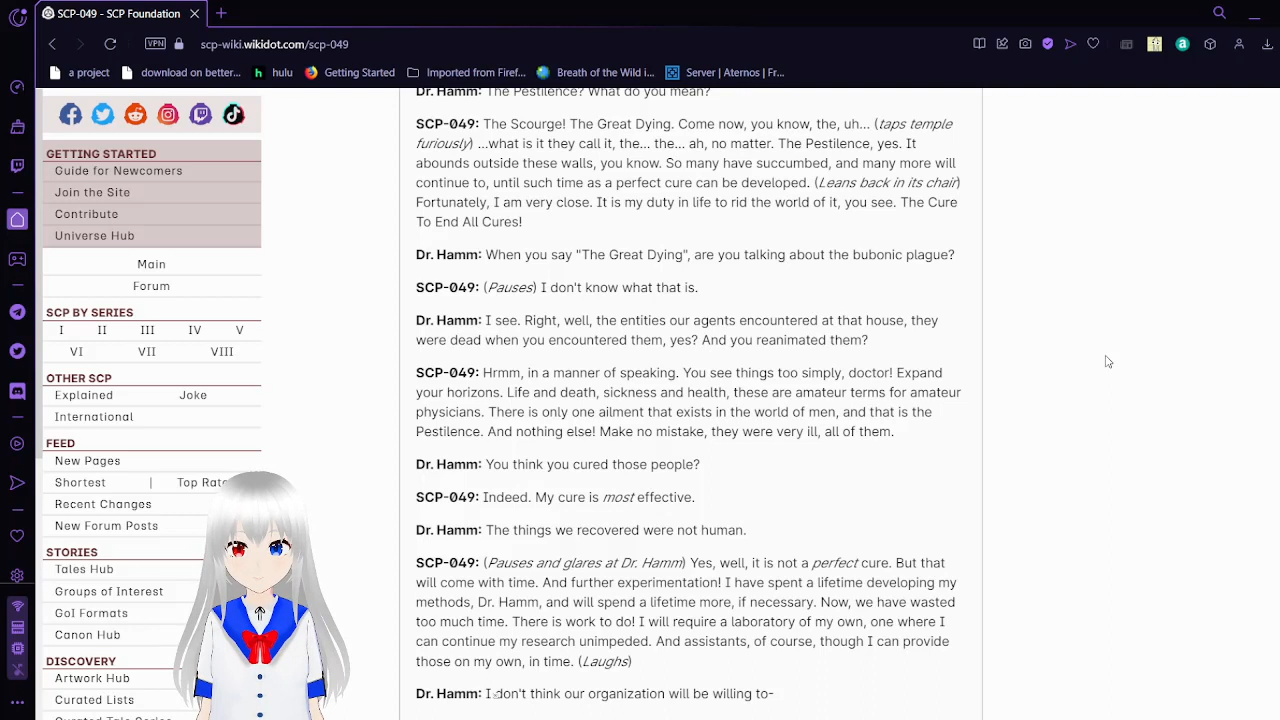 SCP-049 - SCP Foundation
VPN
scp-wiki.wikidot.com/scp-049
a project
download on better...
hulu
Getting Started
Imported from Firef...
Breath of the Wild i...
Server | Aternos | Fr...
GETTING STARTED
Guide for Newcomers
Join the Site
Contribute
Universe Hub
Main
Forum
SCP BY SERIES
I II III IV V
VI VII VIII
OTHER SCP
Explained Joke
International
FEED
New Pages
Shortest |
Recent Changes
New Forum Posts
STORIES
Tales Hub
Groups of Interest
GoI Formats
Canon Hub
DISCOVERY
Artwork Hub
Curated Lists
Dr. Hamm: The Pestilence? What do you mean?
SCP-049: The Scourge! The Great Dying. Come now, you know, the, uh... (taps temple
furiously) ...what is it they call it, the... the... ah, no matter. The Pestilence, yes. It
abounds outside these walls, you know. So many have succumbed, and many more will
continue to, until such time as a perfect cure can be developed. (Leans back in its chair)
Fortunately, I am very close. It is my duty in life to rid the world of it, you see. The Cure
To End All Cures!
Dr. Hamm: When you say "The Great Dying", are you talking about the bubonic plague?
SCP-049: (Pauses) I don't know what that is.
Dr. Hamm: I see. Right, well, the entities our agents encountered at that house, they
were dead when you encountered them, yes? And you reanimated them?
SCP-049: Hrmm, in a manner of speaking. You see things too simply, doctor! Expand
your horizons. Life and death, sickness and health, these are amateur terms for amateur
physicians. There is only one ailment that exists in the world of men, and that is the
Pestilence. And nothing else! Make no mistake, they were very ill, all of them.
Dr. Hamm: You think you cured those people?
SCP-049: Indeed. My cure is most effective.
Dr. Hamm: The things we recovered were not human.
SCP-049: (Pauses and glares at Dr. Hamm) Yes, well, it is not a perfect cure. But that
will come with time. And further experimentation! I have spent a lifetime developing my
methods, Dr. Hamm, and will spend a lifetime more, if necessary. Now, we have wasted
too much time. There is work to do! I will require a laboratory of my own, one where I
can continue my research unimpeded. And assistants, of course, though I can provide
those on my own, in time. (Laughs)
Dr. Hamm: I don't think our organization will be willing to-